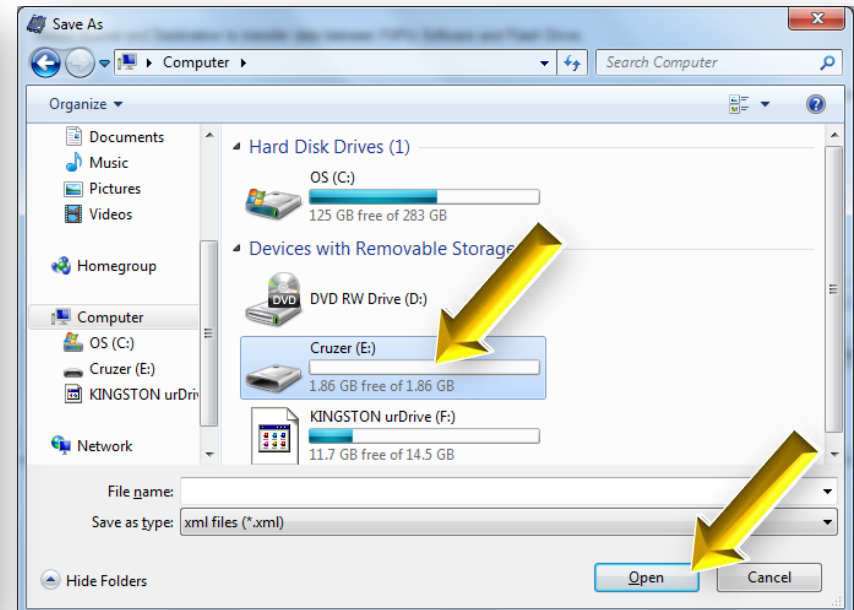 Save As
Computer
Search Computer
Organize
Documents
Music
Pictures
Videos
Homegroup
Computer
OS (C:)
Cruzer (E:)
KINGSTON urDriv
Network
Hard Disk Drives (1)
OS (C:)
125 GB free of 283 GB
Devices with Removable Storage
DVD
DVD RW Drive (D:)
Cruzer (E:)
1.86 GB free of 1.86 GB
KINGSTON urDrive (F:)
11.7 GB free of 14.5 GB
File name:
Save as type: xml files (*.xml)
Hide Folders
Open
Cancel